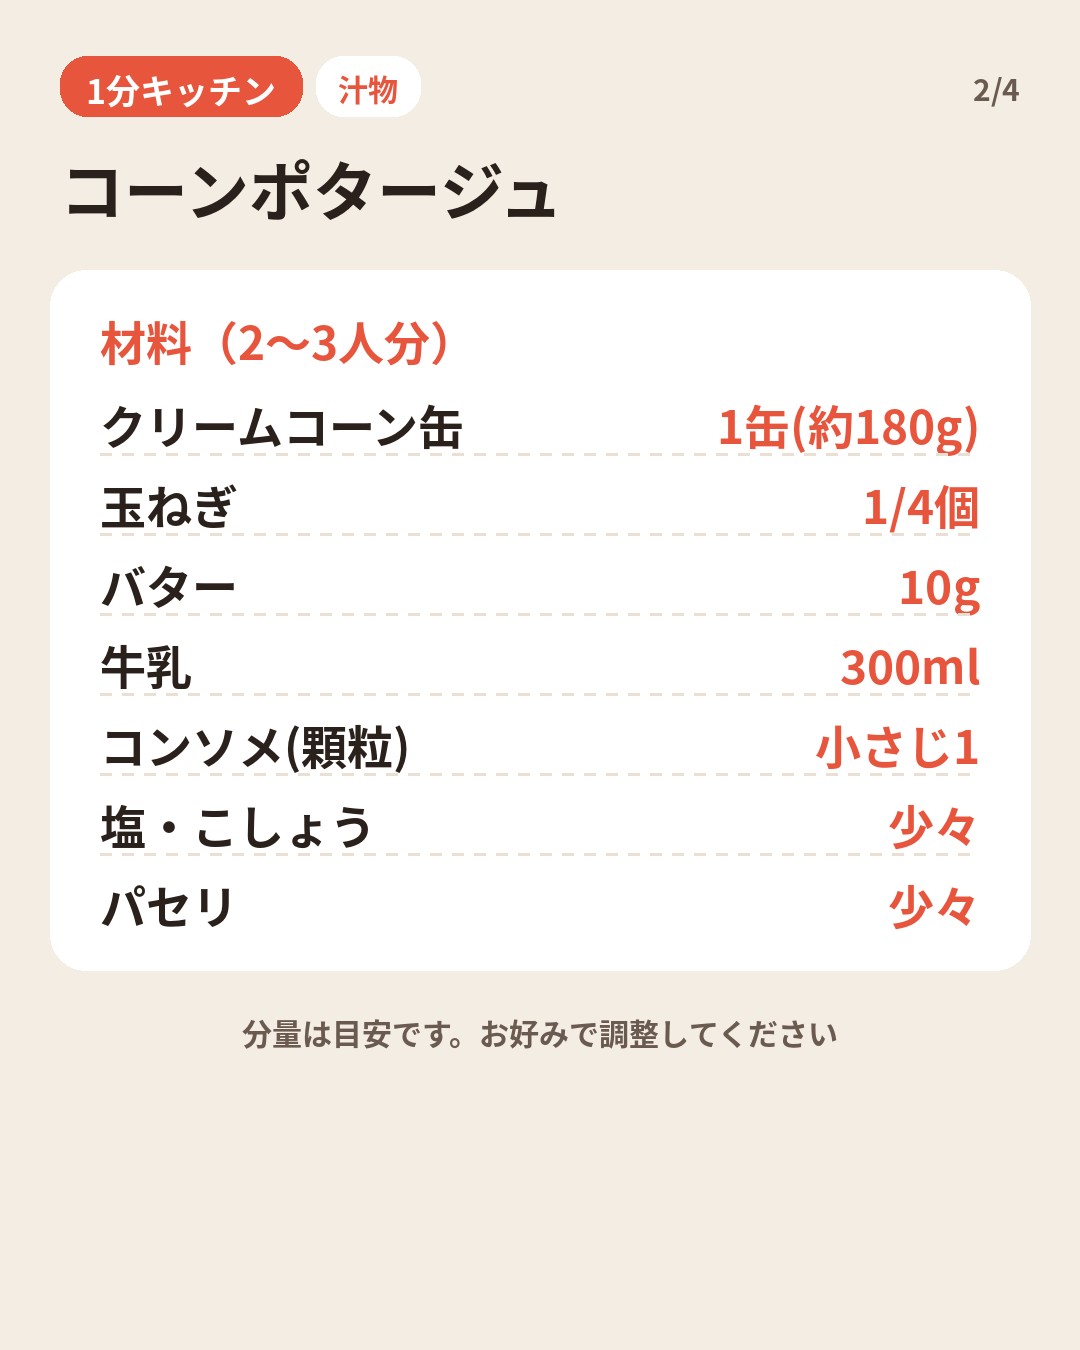 1分キッチン 汁物 2/4
コーンポタージュ
材料（2〜3人分）
クリームコーン缶 1缶(約180g)
玉ねぎ 1/4個
バター 10g
牛乳 300ml
コンソメ(顆粒) 小さじ1
塩・こしょう 少々
パセリ 少々
分量は目安です。お好みで調整してください